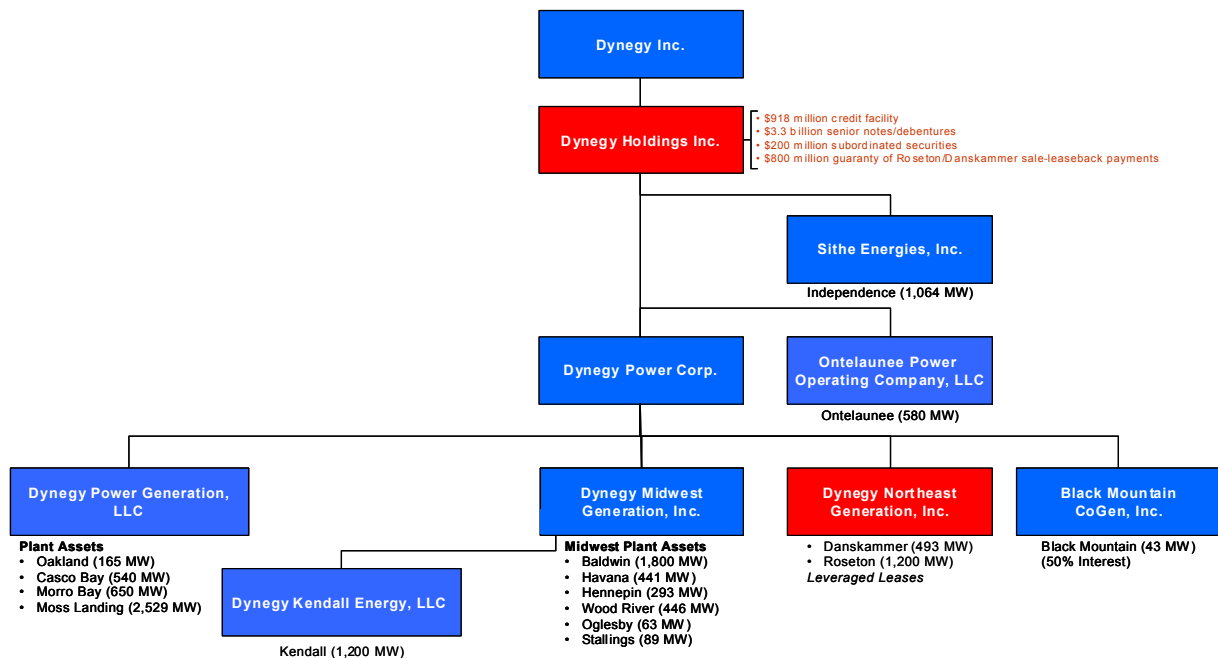 Dynegy Inc.
Dynegy Holdings Inc.
• $918 million credit facility
• $3.3 billion senior notes/debentures
• $200 million subordinated securities
• $800 million guaranty of Roseton/Danskammer sale-leaseback payments
Sithe Energies, Inc.
Independence (1,064 MW)
Dynegy Power Corp.
Ontelaunee Power
Operating Company, LLC
Ontelaunee (580 MW)
Dynegy Power Generation,
LLC
Plant Assets
• Oakland (165 MW)
• Casco Bay (540 MW)
• Morro Bay (650 MW)
• Moss Landing (2,529 MW)
Dynegy Kendall Energy, LLC
Kendall (1,200 MW)
Dynegy Midwest
Generation, Inc.
Midwest Plant Assets
• Baldwin (1,800 MW)
• Havana (441 MW)
• Hennepin (293 MW)
• Wood River (446 MW)
• Oglesby (63 MW)
• Stallings (89 MW)
Dynegy Northeast
Generation, Inc.
• Danskammer (493 MW)
• Roseton (1,200 MW)
Leveraged Leases
Black Mountain
CoGen, Inc.
Black Mountain (43 MW)
(50% Interest)